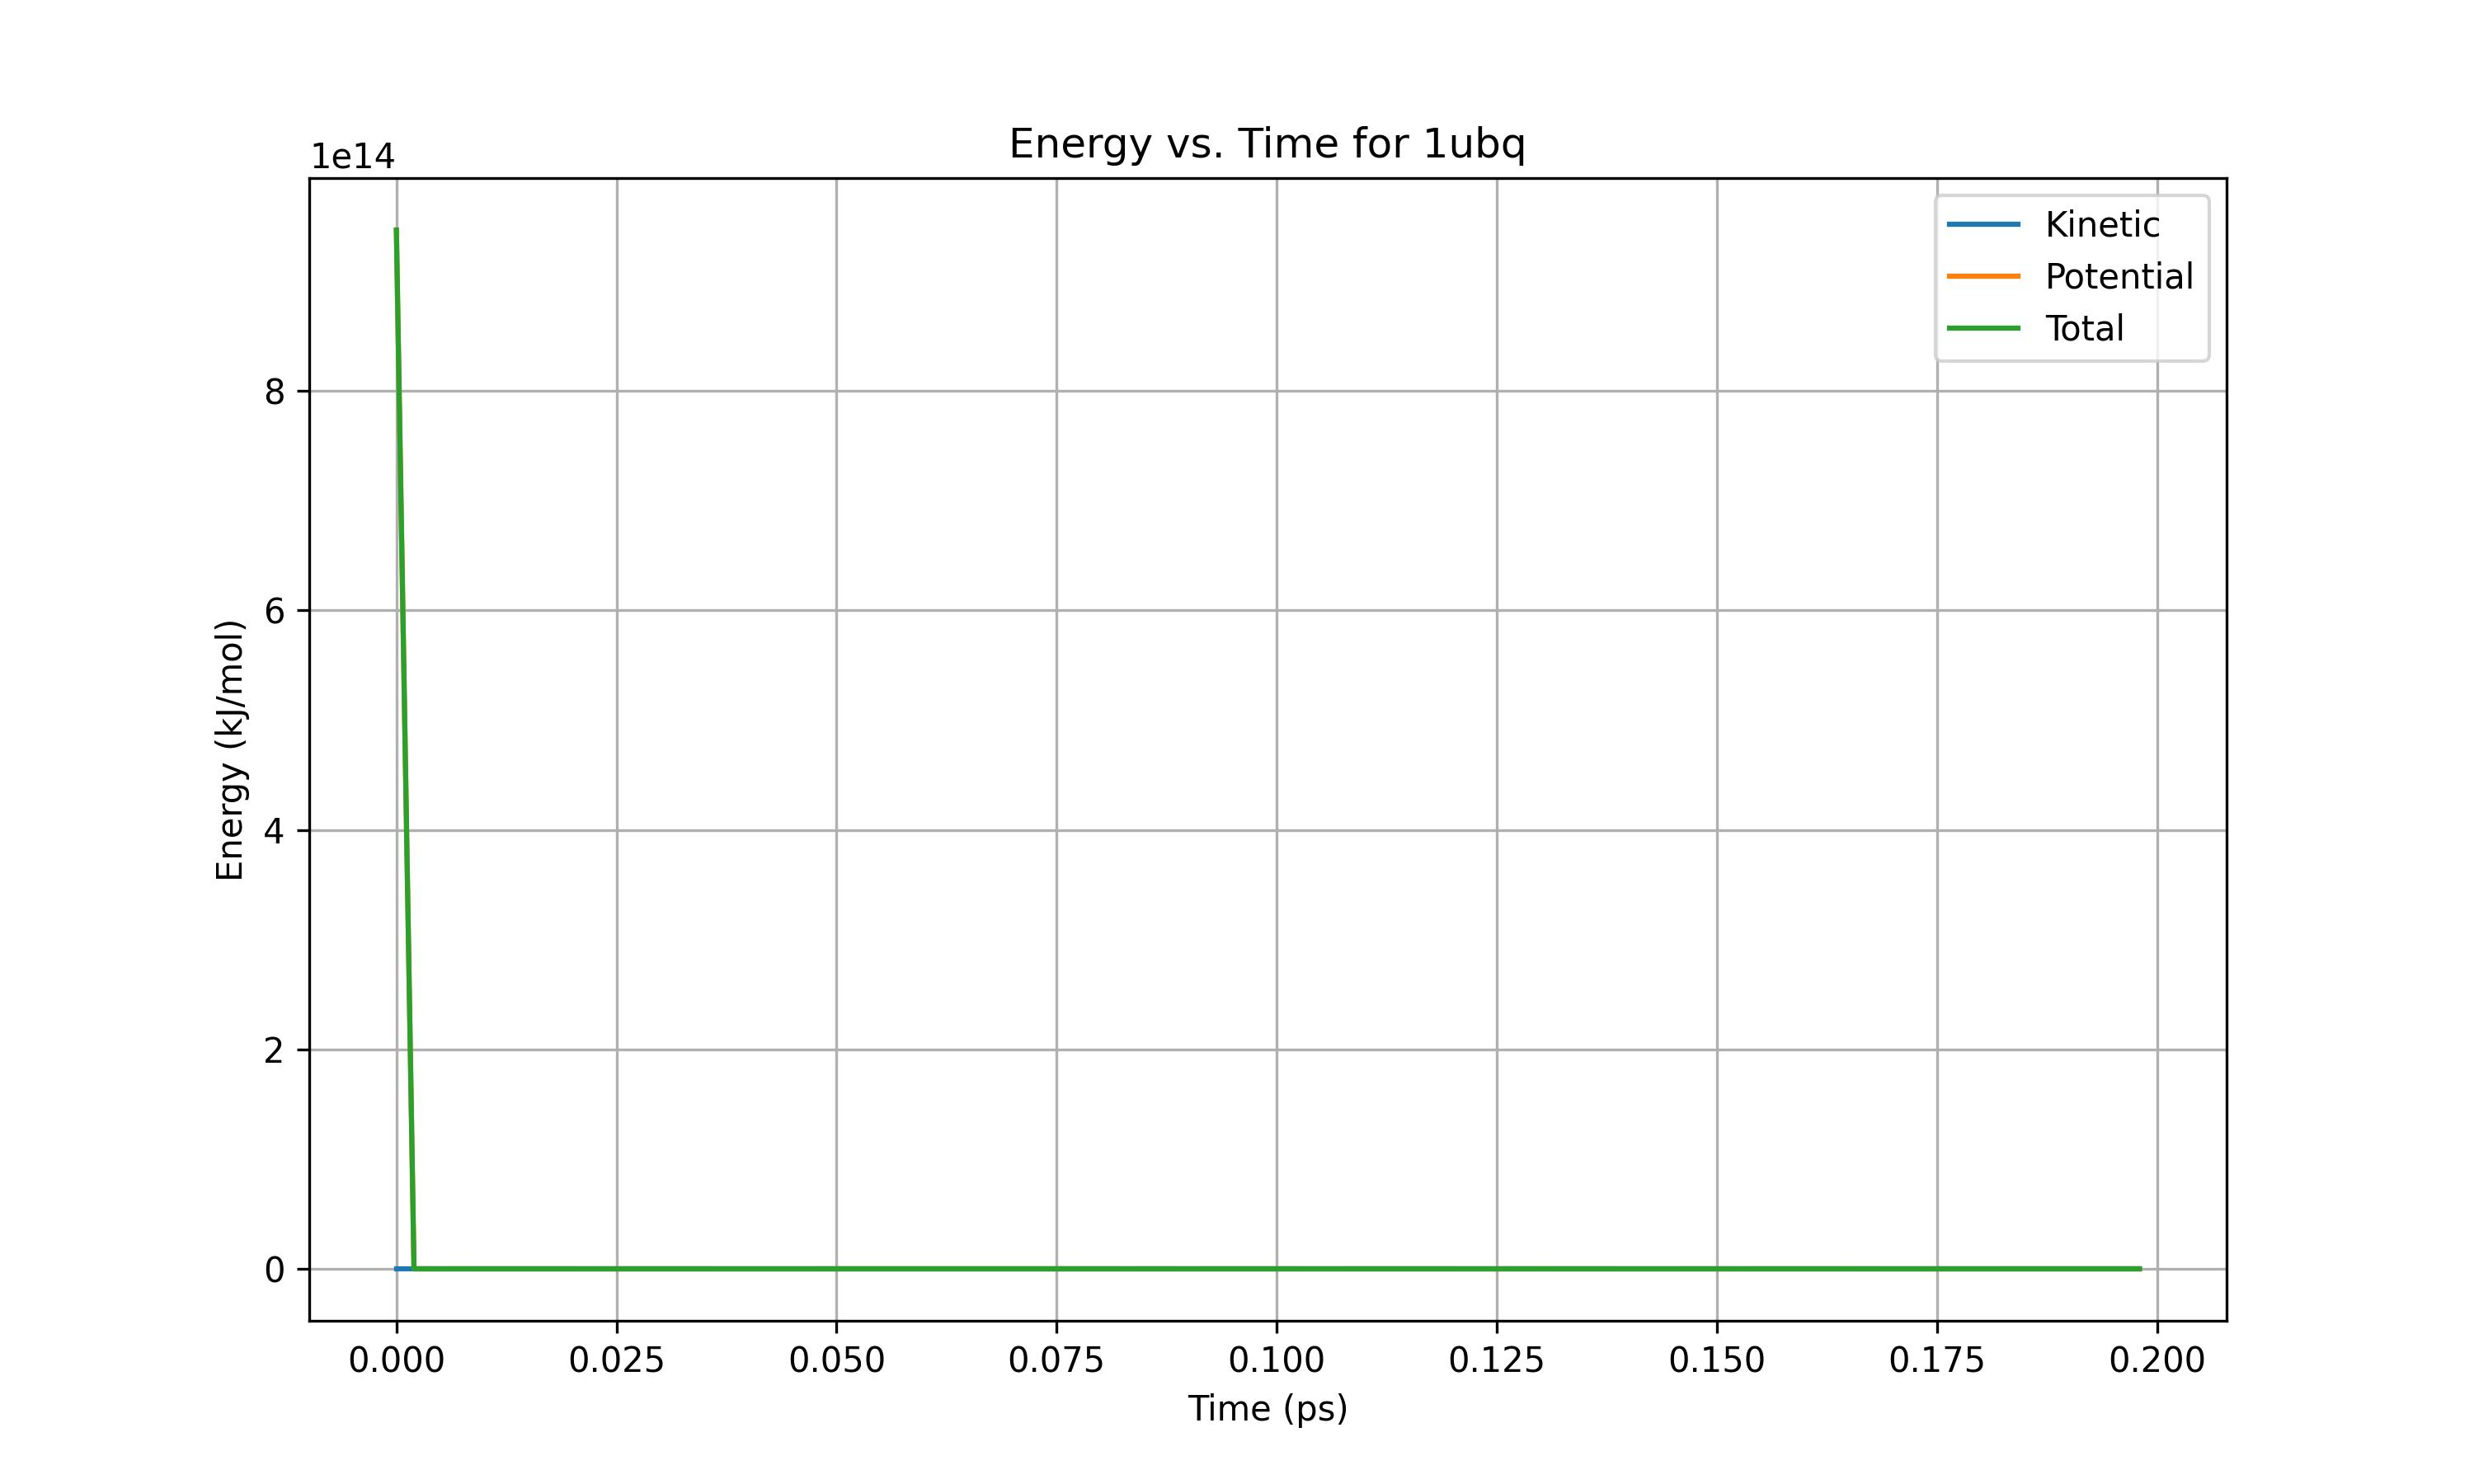 Energy vs. Time for 1ubq
1e14
Kinetic
Potential
Total
8
6
4
2
0
Energy (kJ/mol)
0.000 0.025 0.050 0.075 0.100 0.125 0.150 0.175 0.200
Time (ps)